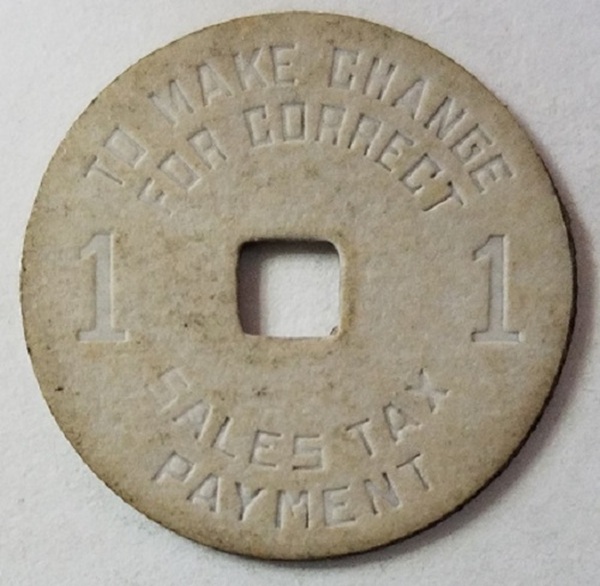 TO MAKE CHANGE
FOR CORRECT
1 1
SALES TAX
PAYMENT